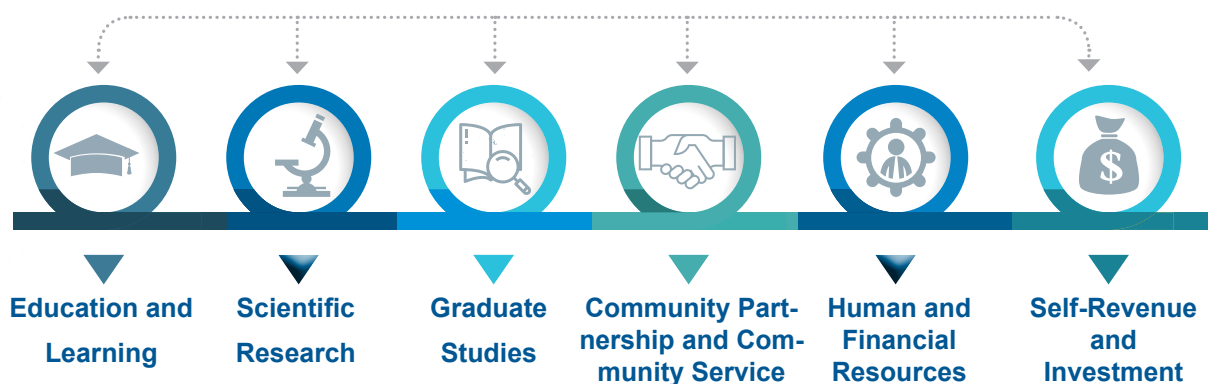 Education and
Learning
Scientific
Research
Graduate
Studies
Community Part-
nership and Com-
munity Service
Human and
Financial
Resources
$
Self-Revenue
and
Investment